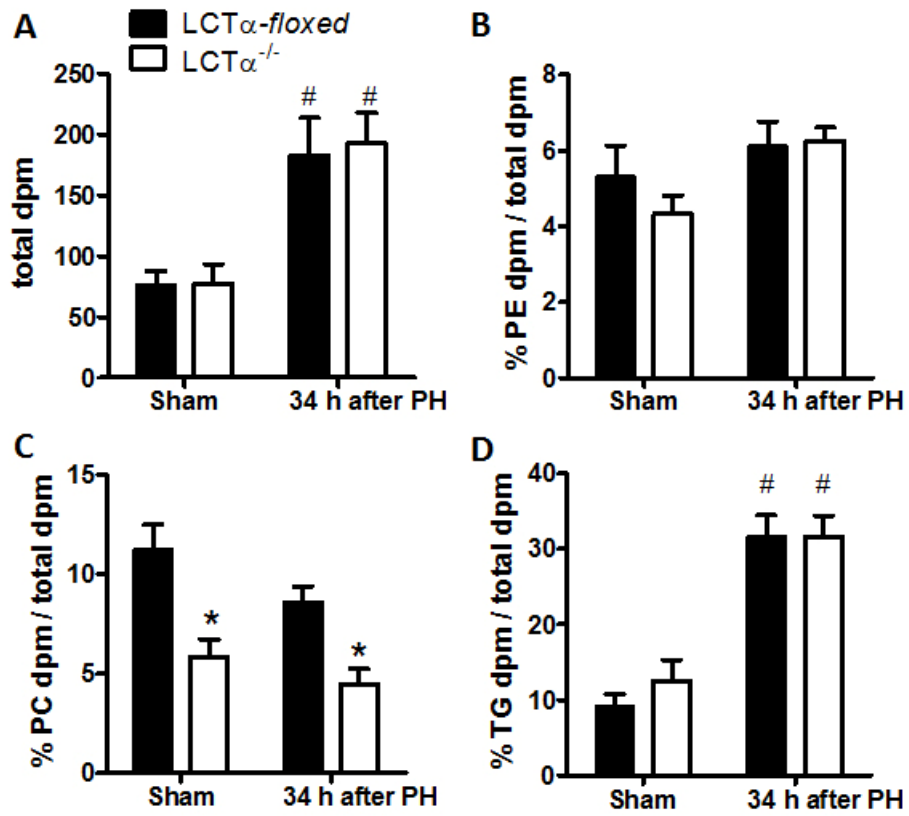 A
LCTα-floxed
LCTα-/-
total dpm
250
200
150
100
50
0
# #
Sham 34 h after PH
B
% PE dpm / total dpm
8
6
4
2
0
Sham 34 h after PH
C
% PC dpm / total dpm
15
10
5
0
* *
Sham 34 h after PH
D
% TG dpm / total dpm
40
30
20
10
0
# #
Sham 34 h after PH